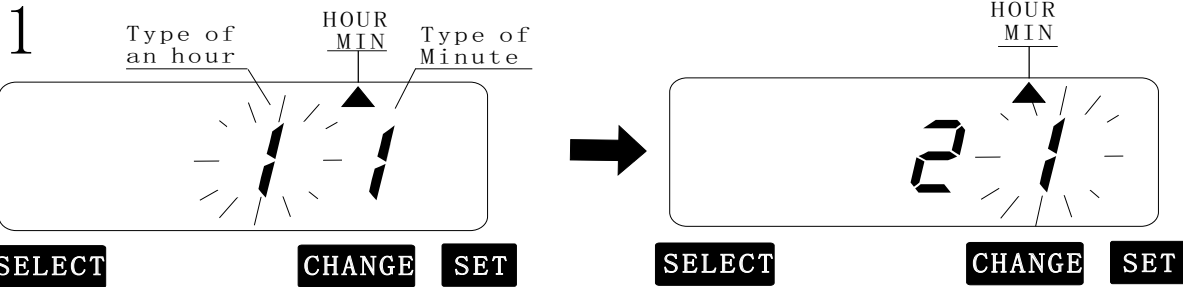 1
Type of
an hour
HOUR
MIN
Type of
Minute
1 1
SELECT CHANGE SET
HOUR
MIN
2 1
SELECT CHANGE SET